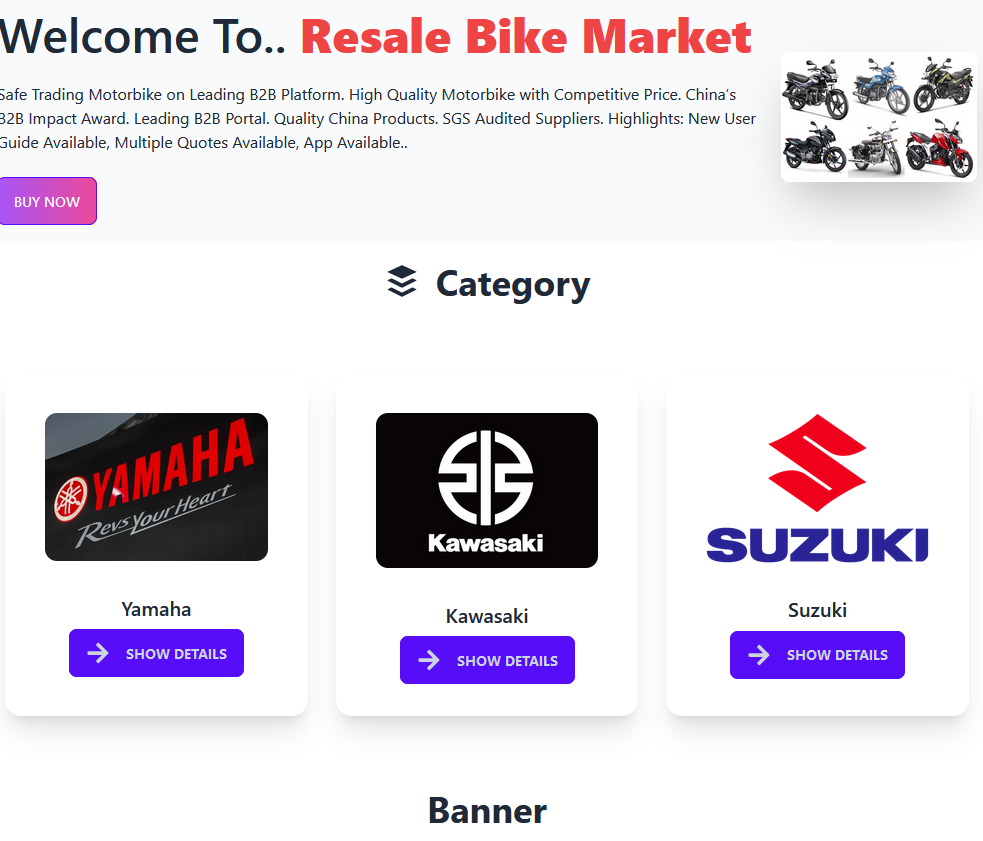 Welcome To.. Resale Bike Market
Safe Trading Motorbike on Leading B2B Platform. High Quality Motorbike with Competitive Price. China's
B2B Impact Award. Leading B2B Portal. Quality China Products. SGS Audited Suppliers. Highlights: New User
Guide Available, Multiple Quotes Available, App Available..
BUY NOW
Category
YAMAHA
Revs Your Heart
Kawasaki
SUZUKI
Yamaha
Kawasaki
Suzuki
SHOW DETAILS
SHOW DETAILS
SHOW DETAILS
Banner